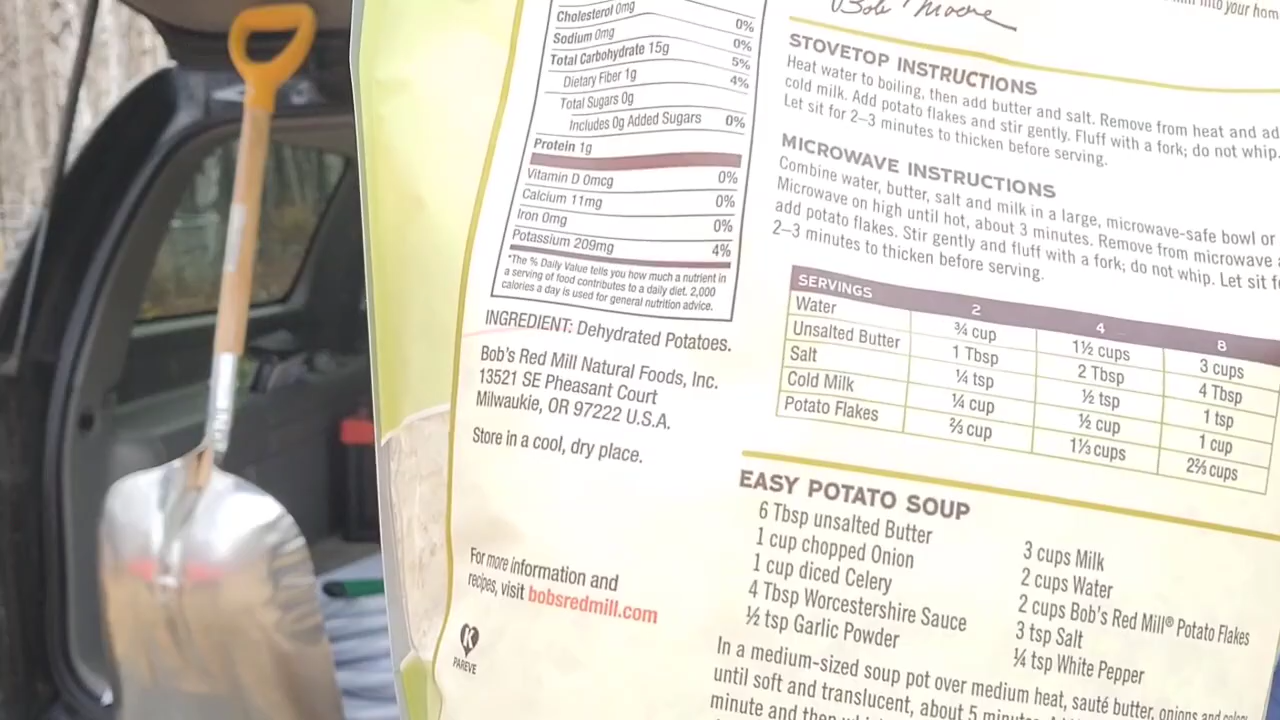 Cholesterol 0mg 0%
Sodium 0mg 0%
Total Carbohydrate 15g 5%
Dietary Fiber 1g 4%
Total Sugars 0g
Includes 0g Added Sugars 0%
Protein 1g
Vitamin D 0mcg 0%
Calcium 11mg 0%
Iron 0mg 0%
Potassium 209mg 4%
*The % Daily Value tells you how much a nutrient in
a serving of food contributes to a daily diet. 2,000
calories a day is used for general nutrition advice.
INGREDIENT: Dehydrated Potatoes.
Bob's Red Mill Natural Foods, Inc.
13521 SE Pheasant Court
Milwaukie, OR 97222 U.S.A.
Store in a cool, dry place.
For more information and
recipes, visit bobsredmill.com
K
PAREVE
into your hom
Bob Moore
STOVETOP INSTRUCTIONS
Heat water to boiling, then add butter and salt. Remove from heat and ad
cold milk. Add potato flakes and stir gently. Fluff with a fork; do not whip.
Let sit for 2–3 minutes to thicken before serving.
MICROWAVE INSTRUCTIONS
Combine water, butter, salt and milk in a large, microwave-safe bowl or
Microwave on high until hot, about 3 minutes. Remove from microwave
add potato flakes. Stir gently and fluff with a fork; do not whip. Let sit f
2–3 minutes to thicken before serving.
SERVINGS 2 4 8
Water ¾ cup 1½ cups 3 cups
Unsalted Butter 1 Tbsp 2 Tbsp 4 Tbsp
Salt ¼ tsp ½ tsp 1 tsp
Cold Milk ¼ cup ½ cup 1 cup
Potato Flakes ⅔ cup 1⅓ cups 2⅔ cups
EASY POTATO SOUP
6 Tbsp unsalted Butter
1 cup chopped Onion
1 cup diced Celery
4 Tbsp Worcestershire Sauce
½ tsp Garlic Powder
3 cups Milk
2 cups Water
2 cups Bob's Red Mill® Potato Flakes
3 tsp Salt
¼ tsp White Pepper
In a medium-sized soup pot over medium heat, sauté butter, onions and
until soft and translucent, about 5
minute and then